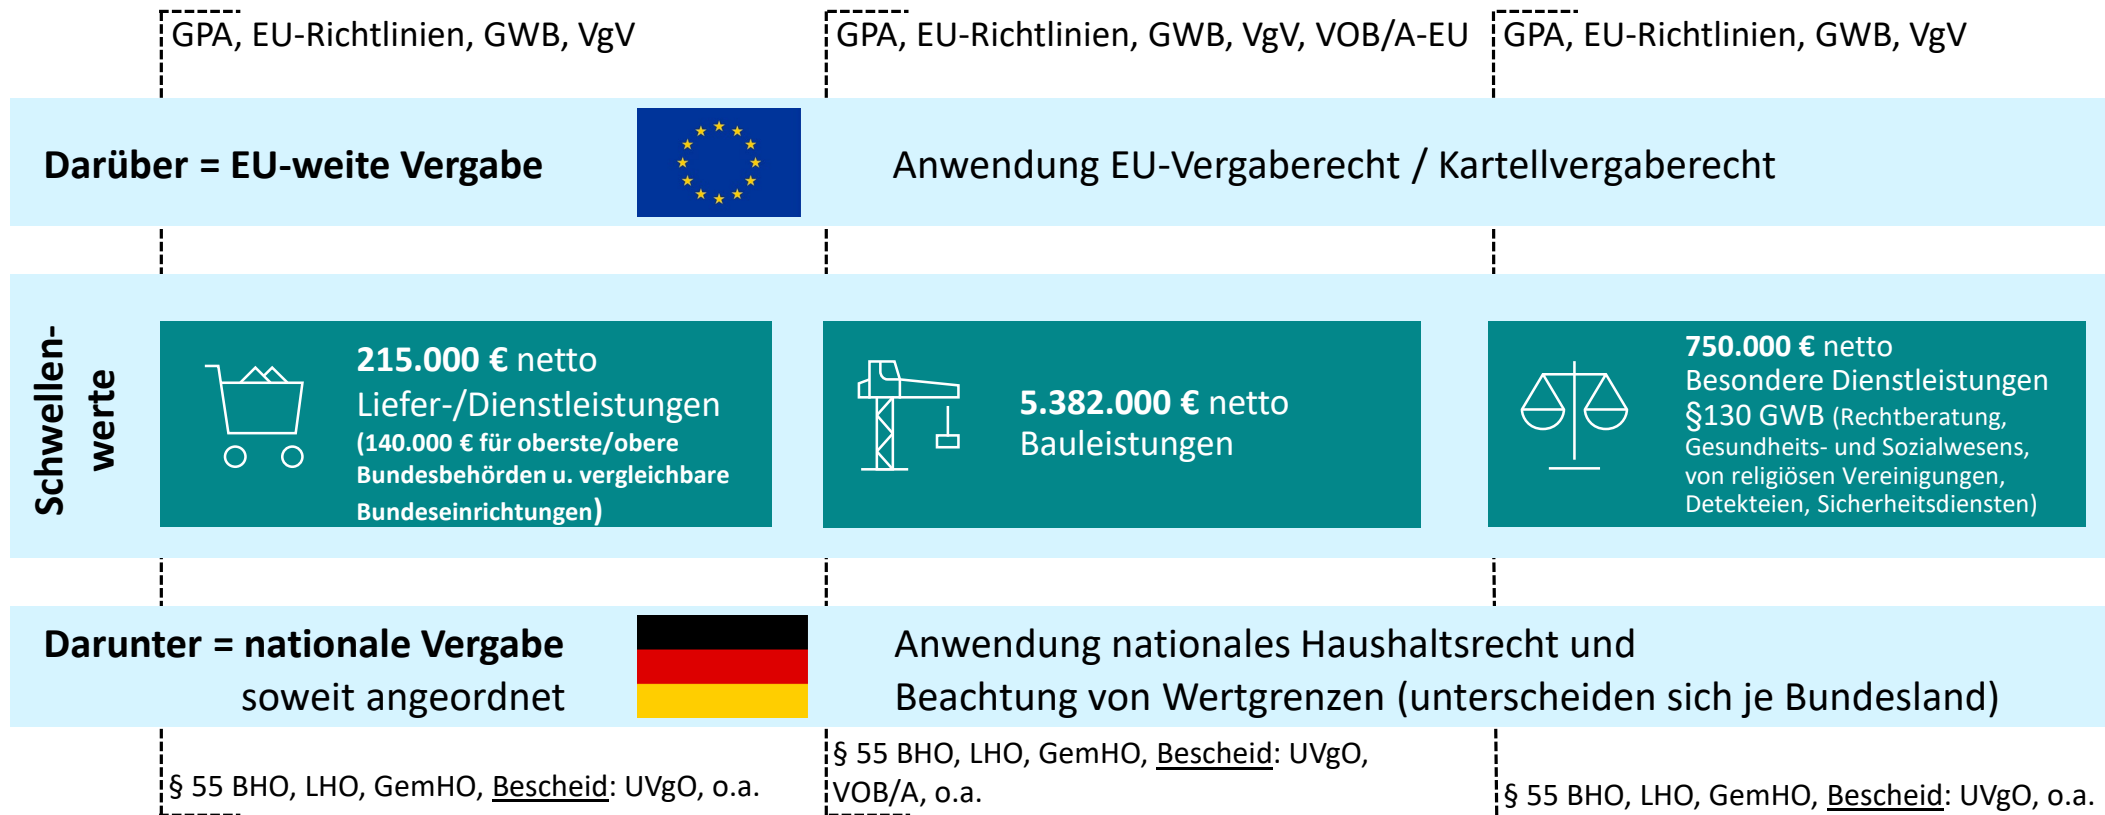 GPA, EU-Richtlinien, GWB, VgV
GPA, EU-Richtlinien, GWB, VgV, VOB/A-EU
GPA, EU-Richtlinien, GWB, VgV
Darüber = EU-weite Vergabe
Anwendung EU-Vergaberecht / Kartellvergaberecht
Schwellen-
werte
215.000 € netto
Liefer-/Dienstleistungen
(140.000 € für oberste/obere
Bundesbehörden u. vergleichbare
Bundeseinrichtungen)
5.382.000 € netto
Bauleistungen
750.000 € netto
Besondere Dienstleistungen
§130 GWB (Rechtberatung,
Gesundheits- und Sozialwesens,
von religiösen Vereinigungen,
Detekteien, Sicherheitsdiensten)
Darunter = nationale Vergabe
soweit angeordnet
Anwendung nationales Haushaltsrecht und
Beachtung von Wertgrenzen (unterscheiden sich je Bundesland)
§ 55 BHO, LHO, GemHO, Bescheid: UVgO, o.a.
§ 55 BHO, LHO, GemHO, Bescheid: UVgO,
VOB/A, o.a.
§ 55 BHO, LHO, GemHO, Bescheid: UVgO, o.a.